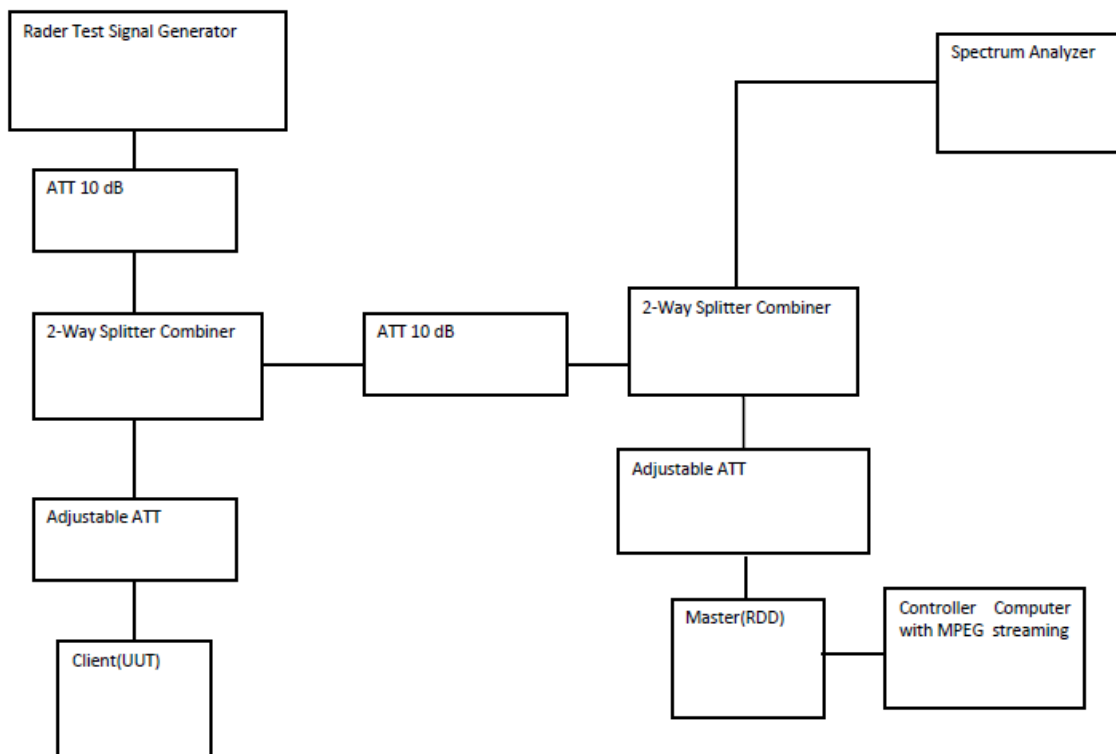 Rader Test Signal Generator
Spectrum Analyzer
ATT 10 dB
2-Way Splitter Combiner
ATT 10 dB
2-Way Splitter Combiner
Adjustable ATT
Adjustable ATT
Client(UUT)
Master(RDD)
Controller Computer
with MPEG streaming